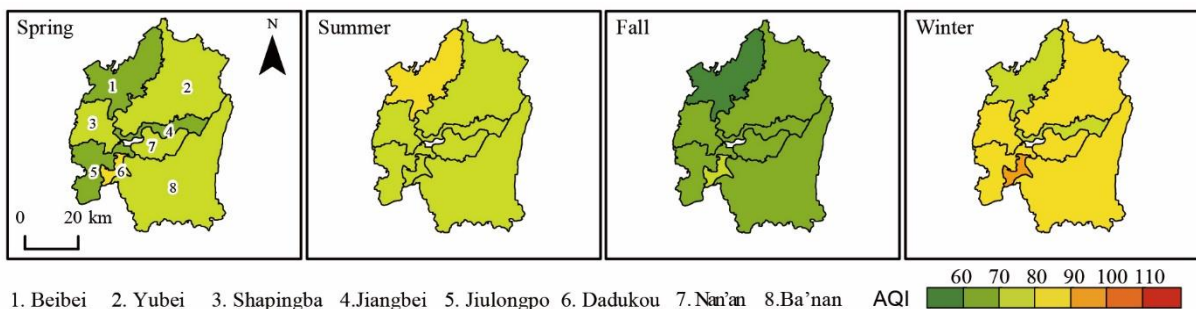 Spring
N
1
2
3
4
7
5
6
8
0 20 km
Summer
Fall
Winter
1. Beibei 2. Yubei 3. Shapingba 4.Jiangbei 5. Jiulongpo 6. Dadukou 7. Nan'an 8.Ba'nan
AQI
60 70 80 90 100 110